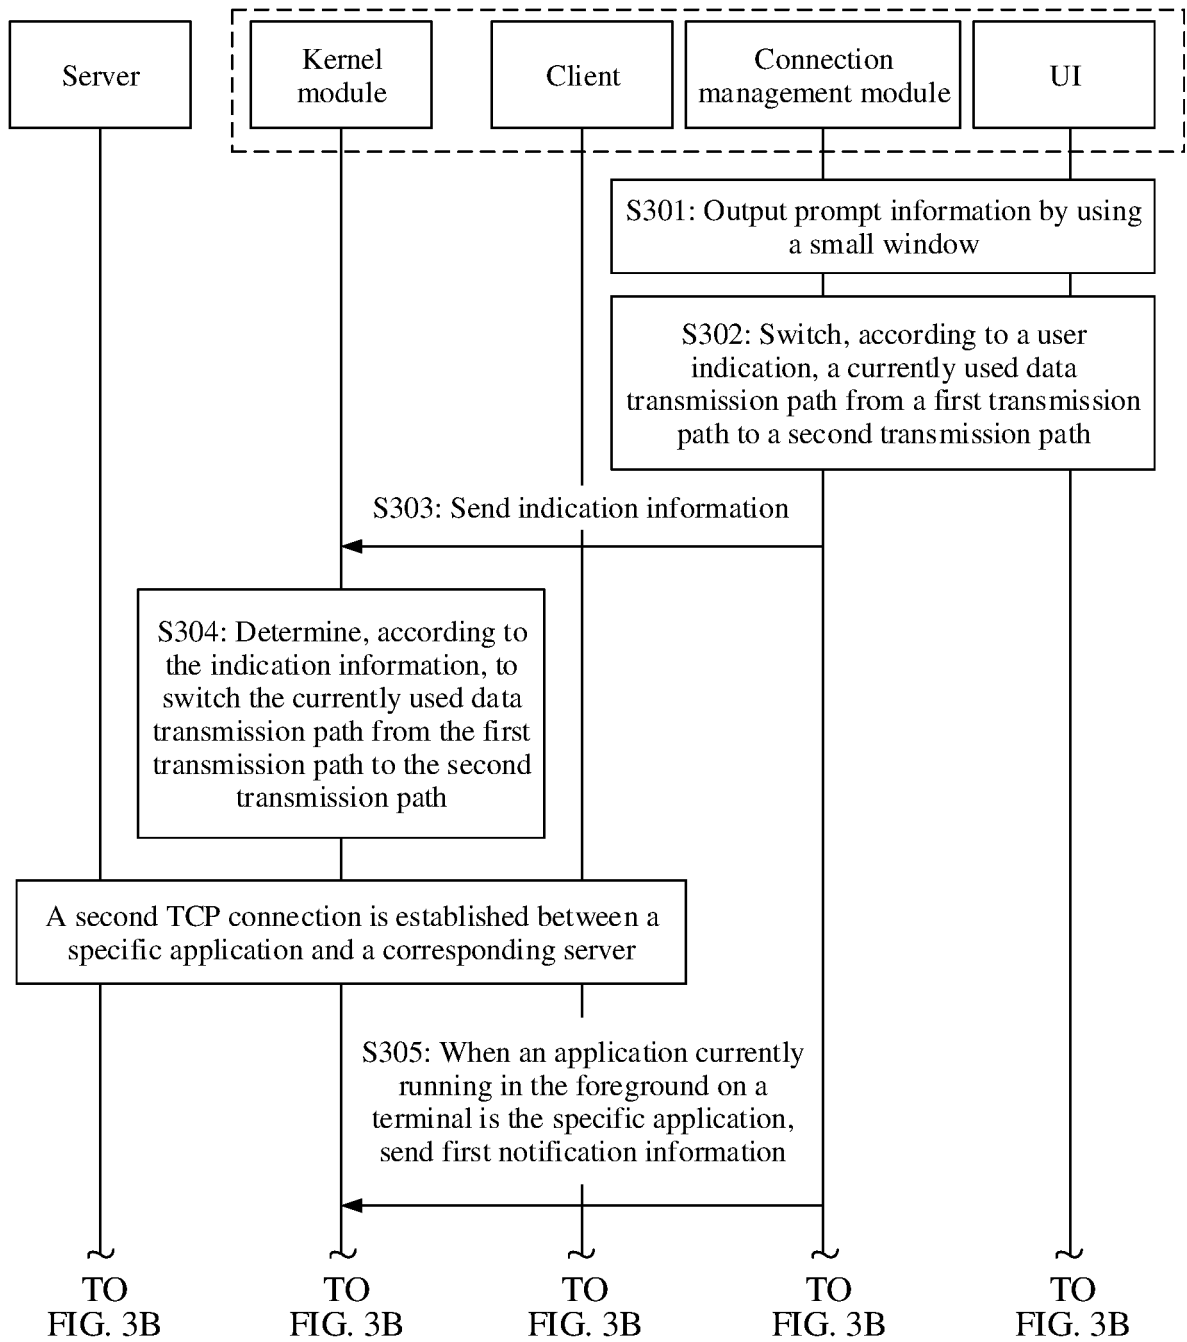 Server
Kernel
module
Client
Connection
management module
UI
S301: Output prompt information by using
a small window
S302: Switch, according to a user
indication, a currently used data
transmission path from a first transmission
path to a second transmission path
S303: Send indication information
S304: Determine, according to
the indication information, to
switch the currently used data
transmission path from the first
transmission path to the second
transmission path
A second TCP connection is established between a
specific application and a corresponding server
S305: When an application currently
running in the foreground on a
terminal is the specific application,
send first notification information
TO
FIG. 3B
TO
FIG. 3B
TO
FIG. 3B
TO
FIG. 3B
TO
FIG. 3B